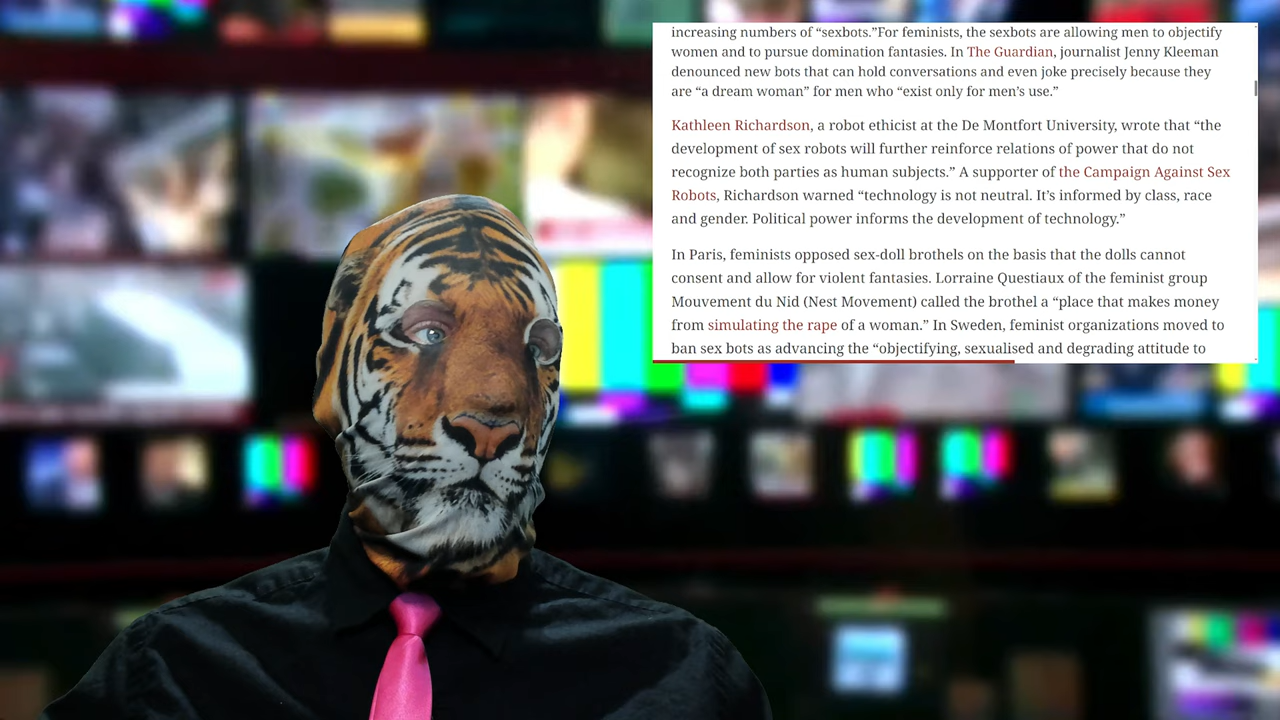 increasing numbers of “sexbots.”For feminists, the sexbots are allowing men to objectify
women and to pursue domination fantasies. In The Guardian, journalist Jenny Kleeman
denounced new bots that can hold conversations and even joke precisely because they
are “a dream woman” for men who “exist only for men’s use.”
Kathleen Richardson, a robot ethicist at the De Montfort University, wrote that “the
development of sex robots will further reinforce relations of power that do not
recognize both parties as human subjects.” A supporter of the Campaign Against Sex
Robots, Richardson warned “technology is not neutral. It’s informed by class, race
and gender. Political power informs the development of technology.”
In Paris, feminists opposed sex-doll brothels on the basis that the dolls cannot
consent and allow for violent fantasies. Lorraine Questiaux of the feminist group
Mouvement du Nid (Nest Movement) called the brothel a “place that makes money
from simulating the rape of a woman.” In Sweden, feminist organizations moved to
ban sex bots as advancing the “objectifying, sexualised and degrading attitude to